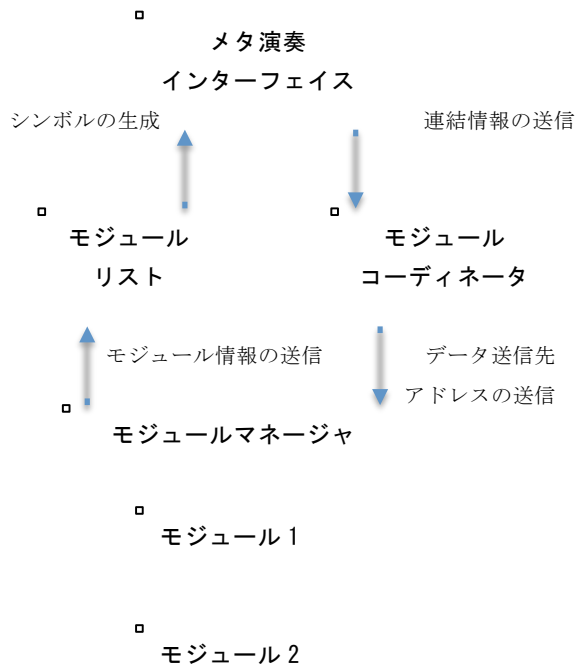 メタ演奏
インターフェイス
シンボルの生成
連結情報の送信
モジュール
リスト
モジュール
コーディネータ
モジュール情報の送信
データ送信先
アドレスの送信
モジュールマネージャ
モジュール1
モジュール2